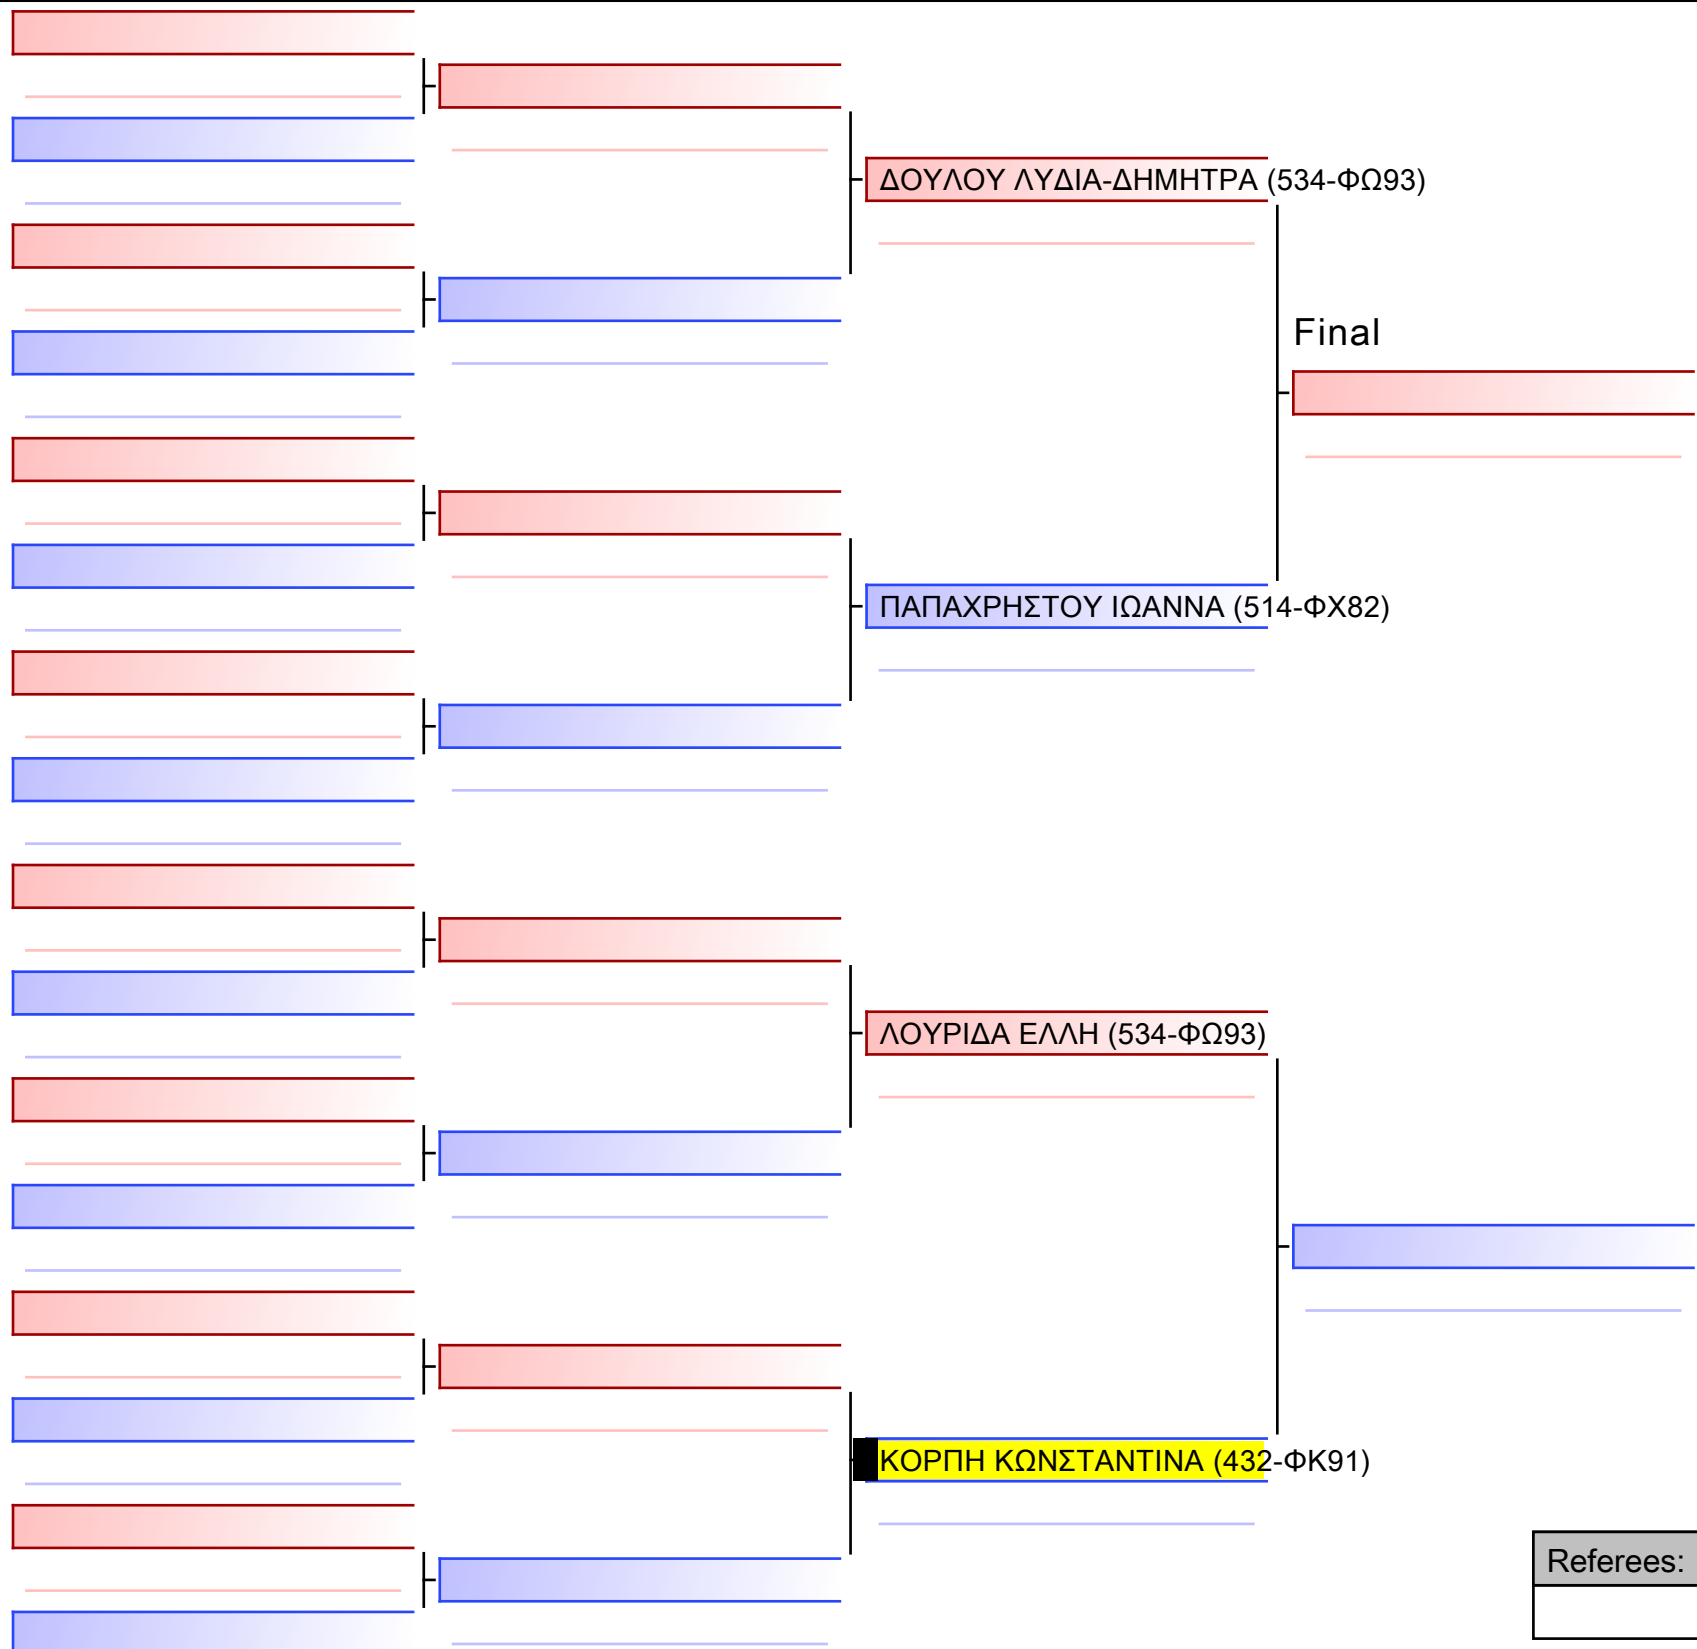 ΔΟΥΛΟΥ ΛΥΔΙΑ-ΔΗΜΗΤΡΑ (534-ΦΩ93)
Final
ΠΑΠΑΧΡΗΣΤΟΥ ΙΩΑΝΝΑ (514-ΦΧ82)
ΛΟΥΡΙΔΑ ΕΛΛΗ (534-ΦΩ93)
ΚΟΡΠΗ ΚΩΝΣΤΑΝΤΙΝΑ (432-ΦΚ91)
Referees: